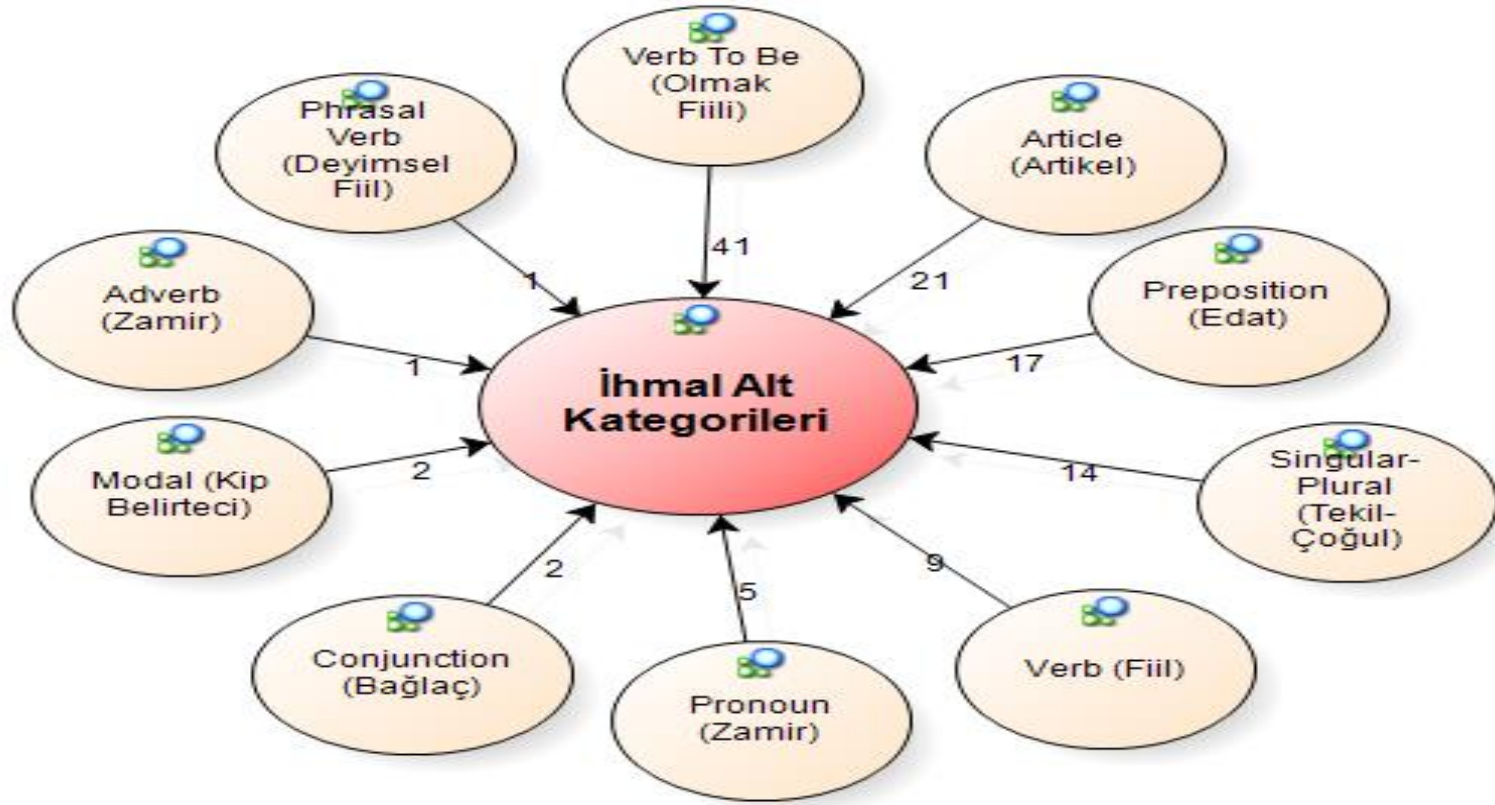 Verb To Be
(Olmak
Fiili)
Phrasal
Verb
(Deyimsel
Fiil)
Article
(Artikel)
41
1
21
Adverb
(Zamir)
Preposition
(Edat)
1
17
İhmal Alt
Kategorileri
Modal (Kip
Belirteci)
2
14
Singular-
Plural
(Tekil-
Çoğul)
2
5
9
Conjunction
(Bağlaç)
Pronoun
(Zamir)
Verb (Fiil)